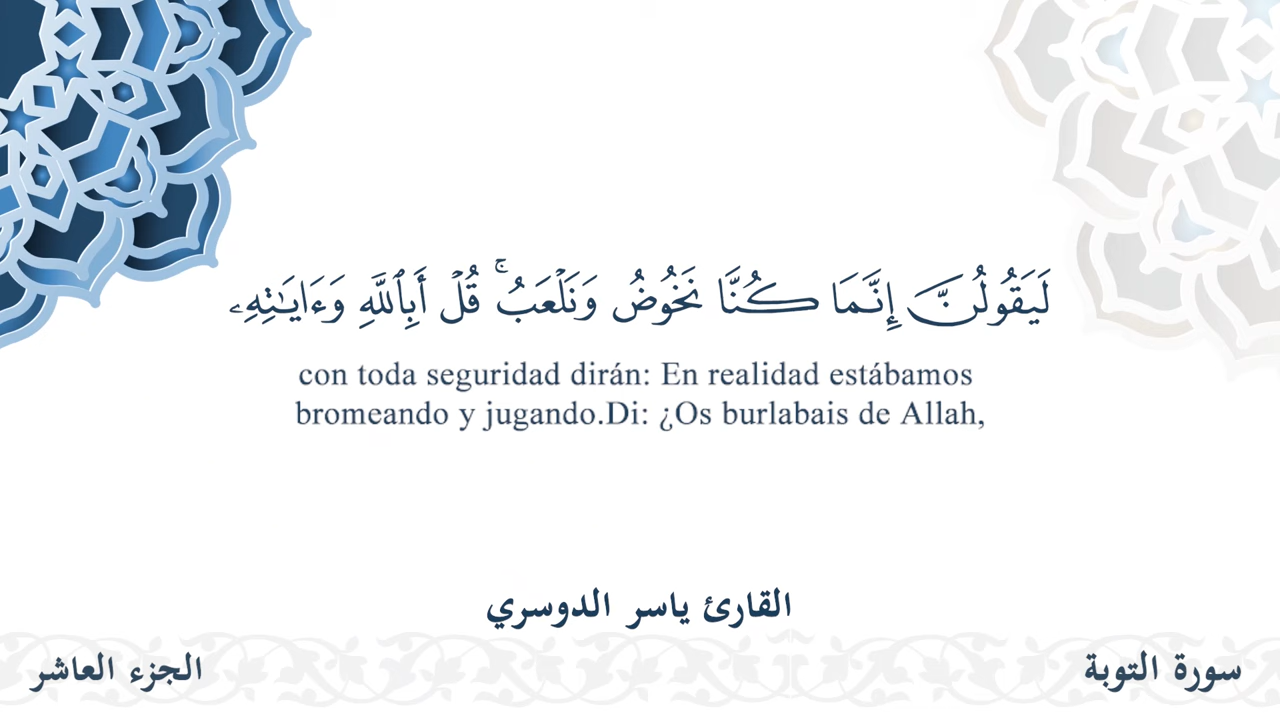 لَيَقُولُنَّ إِنَّمَا كُنَّا نَخُوضُ وَنَلۡعَبُۚ قُلۡ أَبِٱللَّهِ وَءَايَٰتِهِۦ
con toda seguridad dirán: En realidad estábamos
bromeando y jugando.Di: ¿Os burlabais de Allah,
القارئ ياسر الدوسري
سورة التوبة
الجزء العاشر